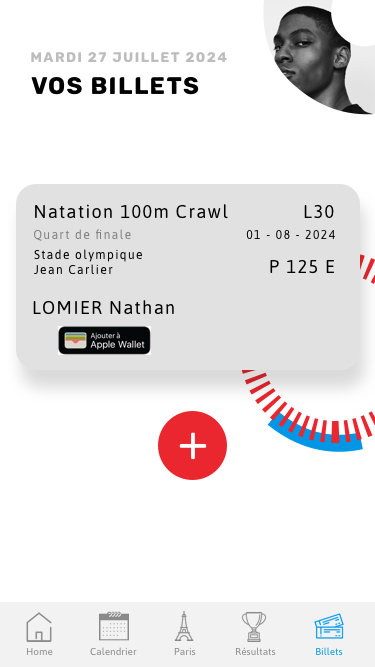 MARDI 27 JUILLET 2024
VOS BILLETS
Natation 100m Crawl L30
Quart de finale 01 - 08 - 2024
Stade olympique
Jean Carlier P 125 E
LOMIER Nathan
Ajouter à
Apple Wallet
Home Calendrier Paris Résultats Billets